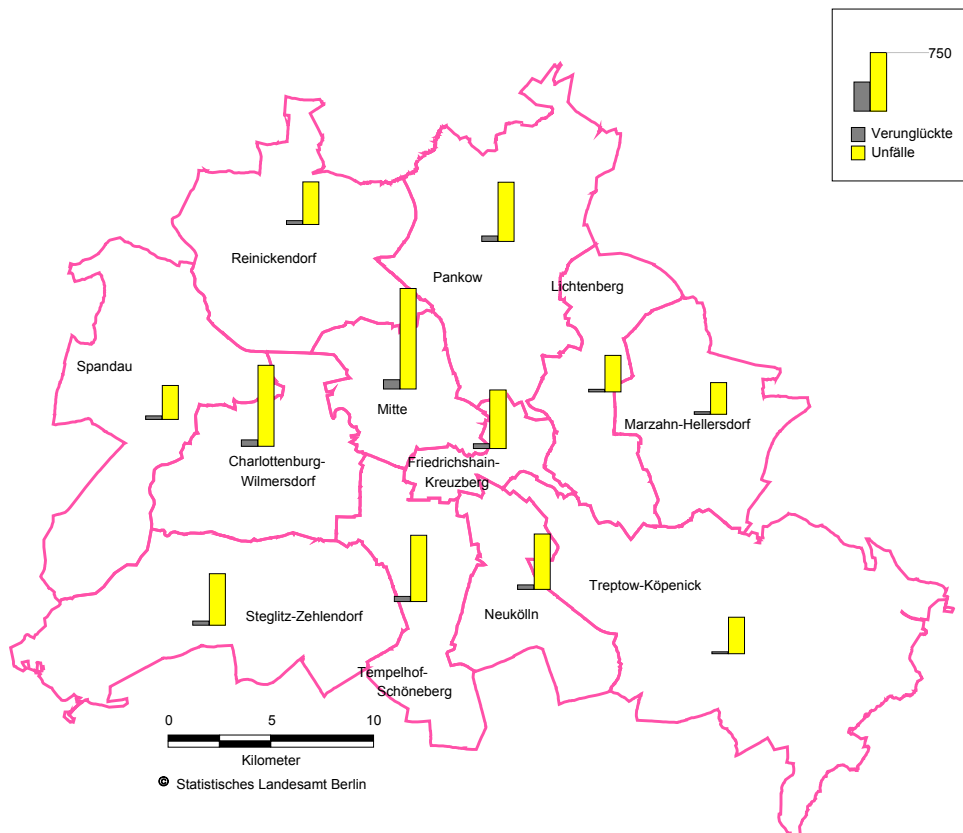 750
Verunglückte
Unfälle
Reinickendorf
Pankow
Lichtenberg
Spandau
Mitte
Marzahn-Hellersdorf
Charlottenburg-
Wilmersdorf
Friedrichshain-
Kreuzberg
Treptow-Köpenick
Steglitz-Zehlendorf
Neukölln
Tempelhof-
Schöneberg
0 5 10
Kilometer
© Statistisches Landesamt Berlin